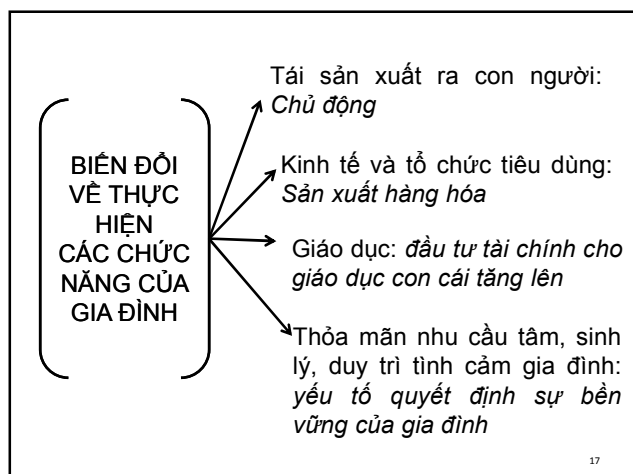 BIẾN ĐỔI
VỀ THỰC
HIỆN
CÁC CHỨC
NĂNG CỦA
GIA ĐÌNH
Tái sản xuất ra con người:
Chủ động
Kinh tế và tổ chức tiêu dùng:
Sản xuất hàng hóa
Giáo dục: đầu tư tài chính cho
giáo dục con cái tăng lên
Thỏa mãn nhu cầu tâm, sinh
lý, duy trì tình cảm gia đình:
yếu tố quyết định sự bền
vững của gia đình
17